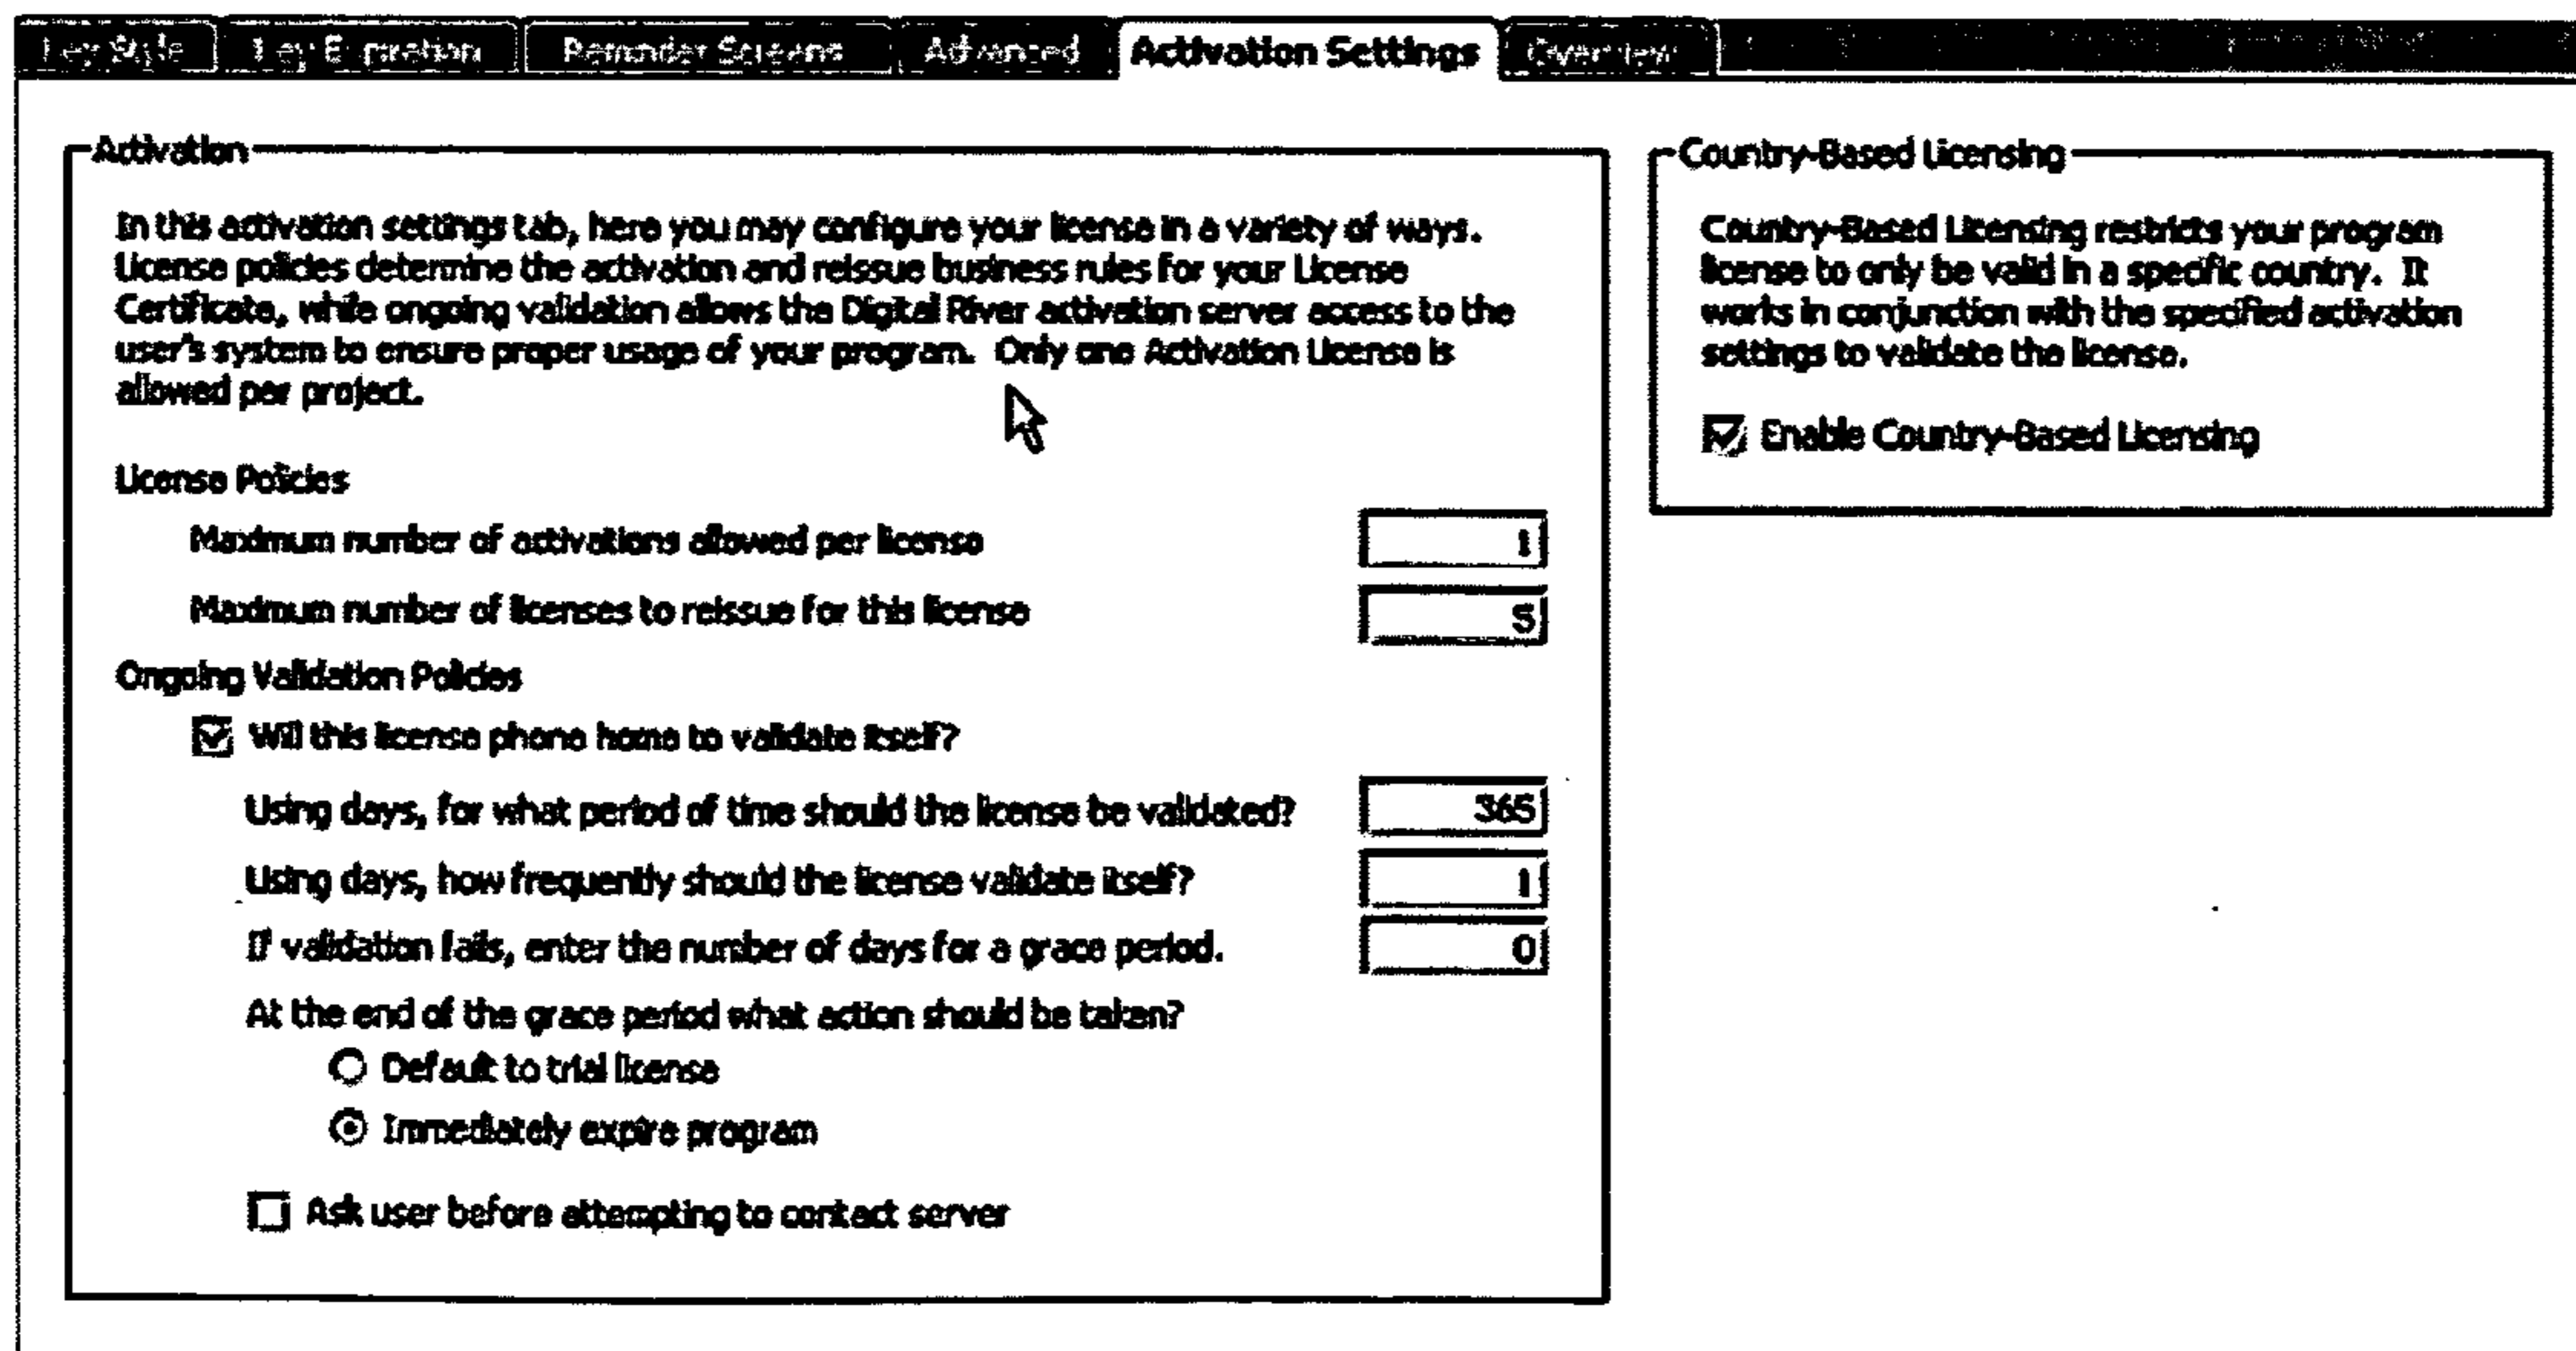 Key Style
Key Expiration
Reminder Screens
Advanced
Activation Settings
Overview
Activation
In this activation settings tab, here you may configure your license in a variety of ways.
License policies determine the activation and reissue business rules for your License
Certificate, while ongoing validation allows the Digital River activation server access to the
user's system to ensure proper usage of your program. Only one Activation License is
allowed per project.
License Policies
Maximum number of activations allowed per license
1
Maximum number of licenses to reissue for this license
5
Ongoing Validation Policies
Will this license phone home to validate itself?
Using days, for what period of time should the license be validated?
365
Using days, how frequently should the license validate itself?
1
If validation fails, enter the number of days for a grace period.
0
At the end of the grace period what action should be taken?
Default to trial license
Immediately expire program
Ask user before attempting to contact server
Country-Based Licensing
Country-Based Licensing restricts your program
license to only be valid in a specific country. It
works in conjunction with the specified activation
settings to validate the license.
Enable Country-Based Licensing